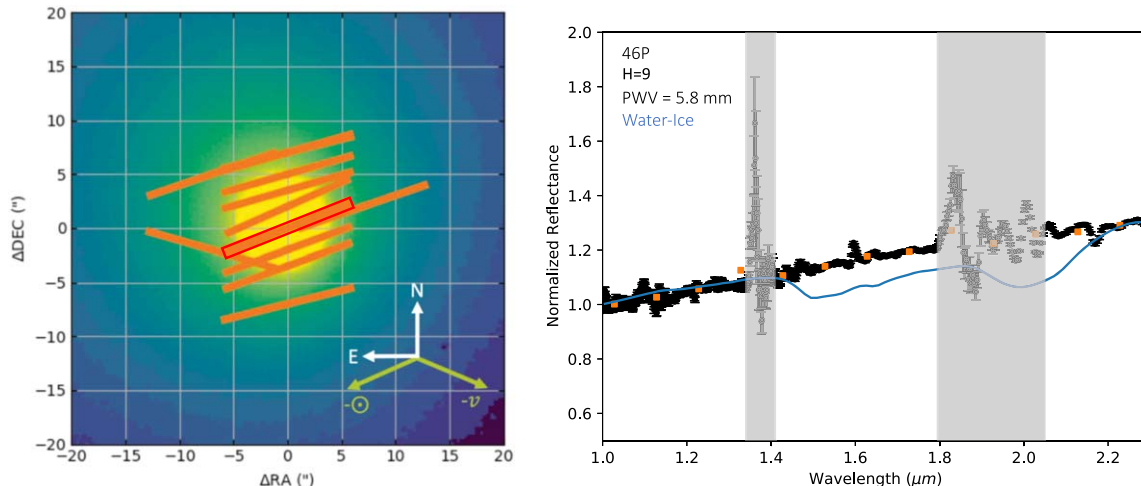 20
15
10
5
0
−5
−10
−15
−20
ΔDEC (")
N
E
-☉
-v
−20 −15 −10 −5 0 5 10 15 20
ΔRA (")
2.0
1.8
1.6
1.4
1.2
1.0
0.8
0.6
Normalized Reflectance
46P
H=9
PWV = 5.8 mm
Water-Ice
1.0 1.2 1.4 1.6 1.8 2.0 2.2
Wavelength (μm)